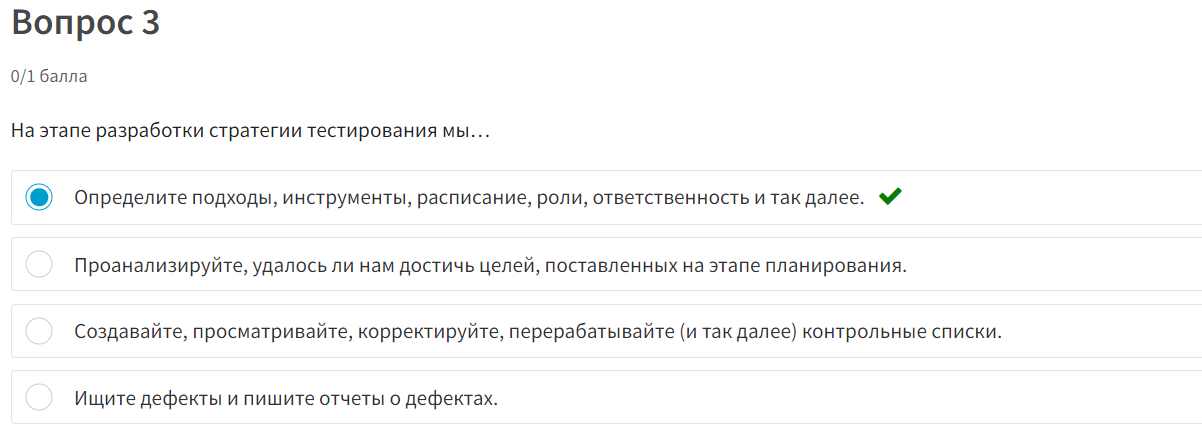 Вопрос 3
0/1 балла
На этапе разработки стратегии тестирования мы…
Определите подходы, инструменты, расписание, роли, ответственность и так далее.
Проанализируйте, удалось ли нам достичь целей, поставленных на этапе планирования.
Создавайте, просматривайте, корректируйте, перерабатывайте (и так далее) контрольные списки.
Ищите дефекты и пишите отчеты о дефектах.